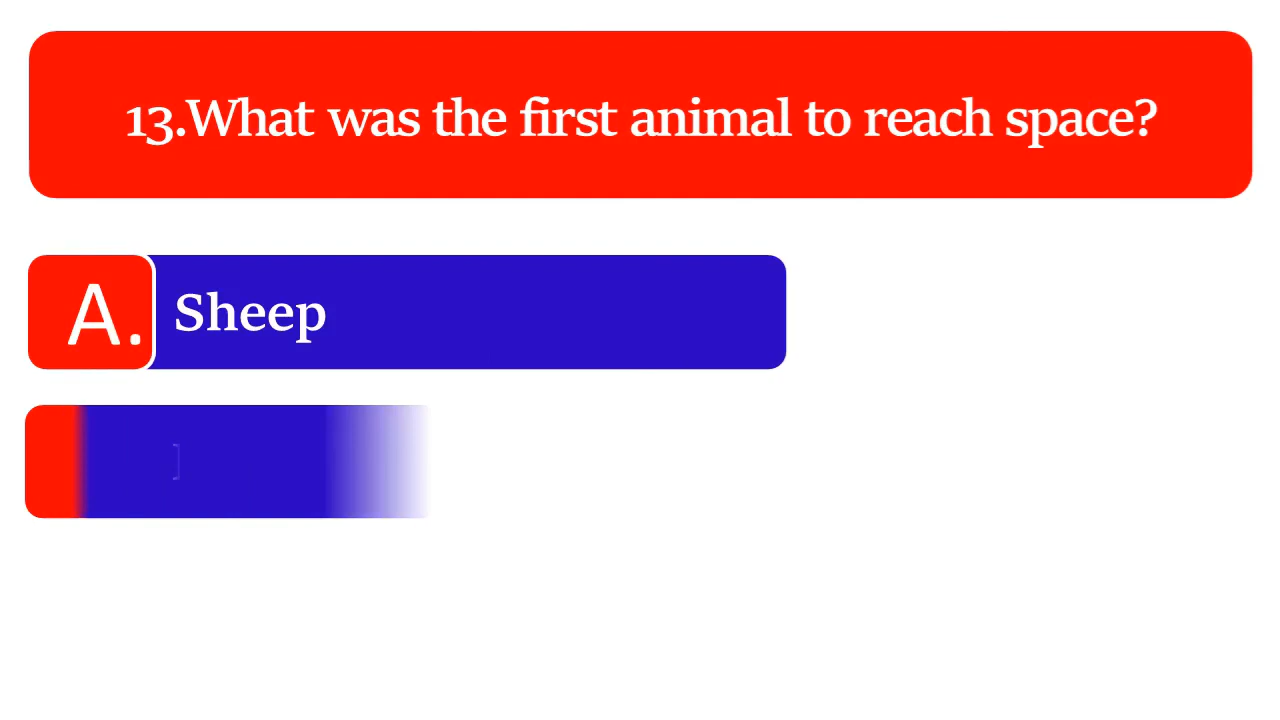 13.What was the first animal to reach space?
A. Sheep